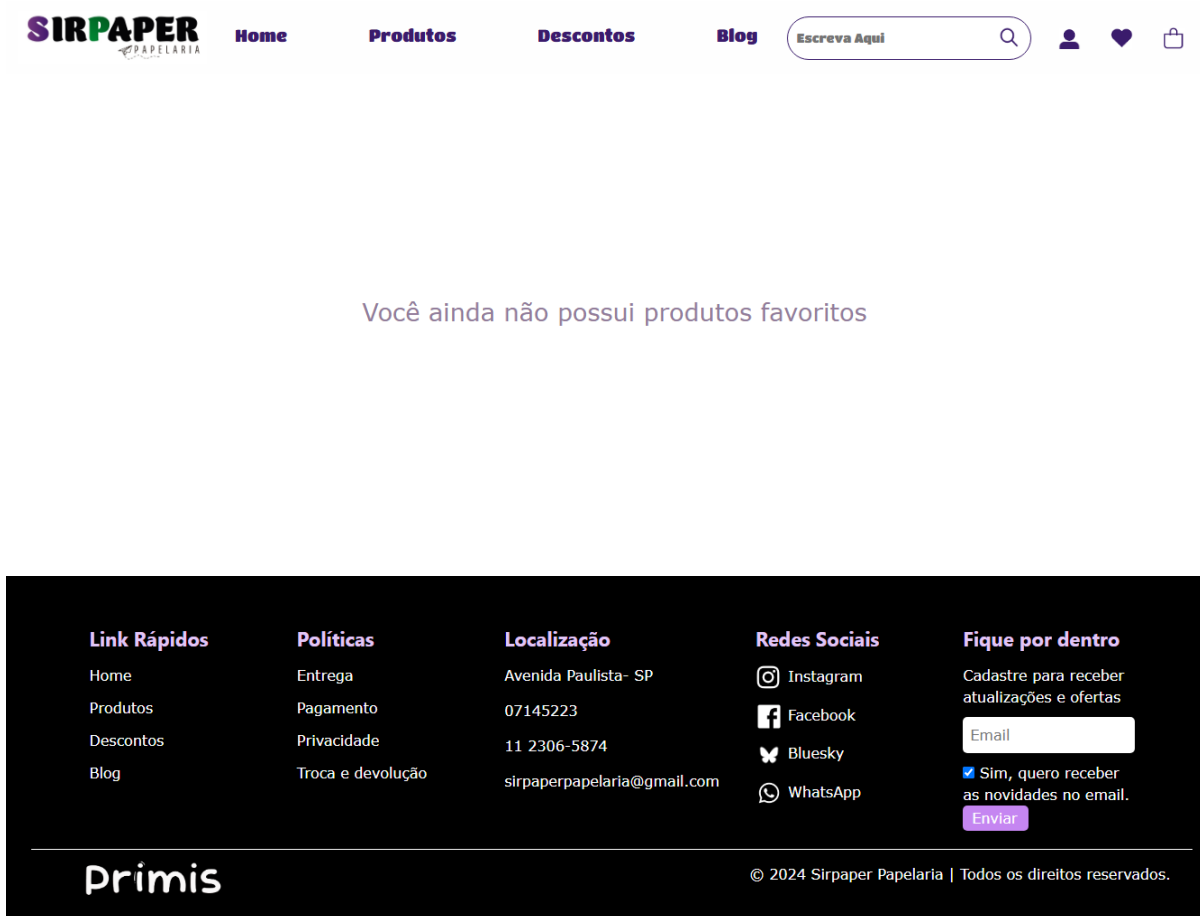 SIRPAPER
PAPELARIA
Home Produtos Descontos Blog Escreva Aqui
Você ainda não possui produtos favoritos
Link Rápidos
Home
Produtos
Descontos
Blog
Políticas
Entrega
Pagamento
Privacidade
Troca e devolução
Localização
Avenida Paulista- SP
07145223
11 2306-5874
sirpaperpapelaria@gmail.com
Redes Sociais
Instagram
Facebook
Bluesky
WhatsApp
Fique por dentro
Cadastre para receber
atualizações e ofertas
Email
Sim, quero receber
as novidades no email.
Enviar
Primis
© 2024 Sirpaper Papelaria | Todos os direitos reservados.